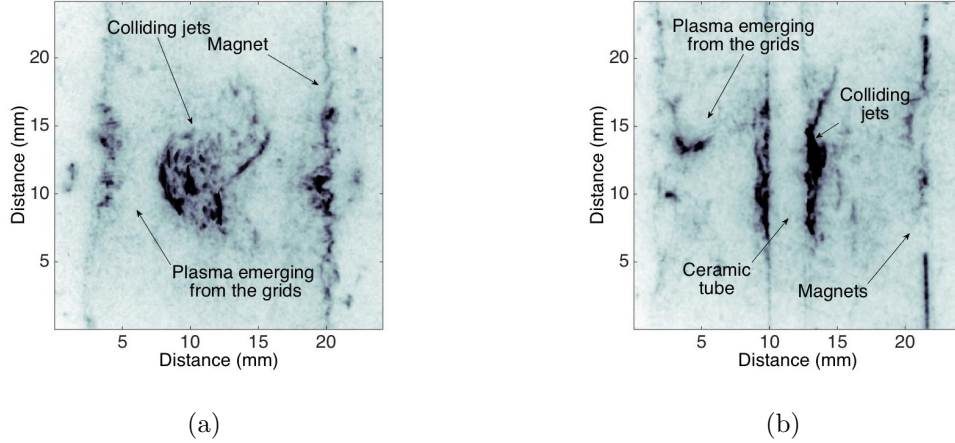 Colliding jets
Magnet
Plasma emerging
from the grids
20
15
10
5
Distance (mm)
5
10
15
20
Distance (mm)
(a)
Plasma emerging
from the grids
Colliding
jets
Ceramic
tube
Magnets
20
15
10
5
Distance (mm)
5
10
15
20
Distance (mm)
(b)